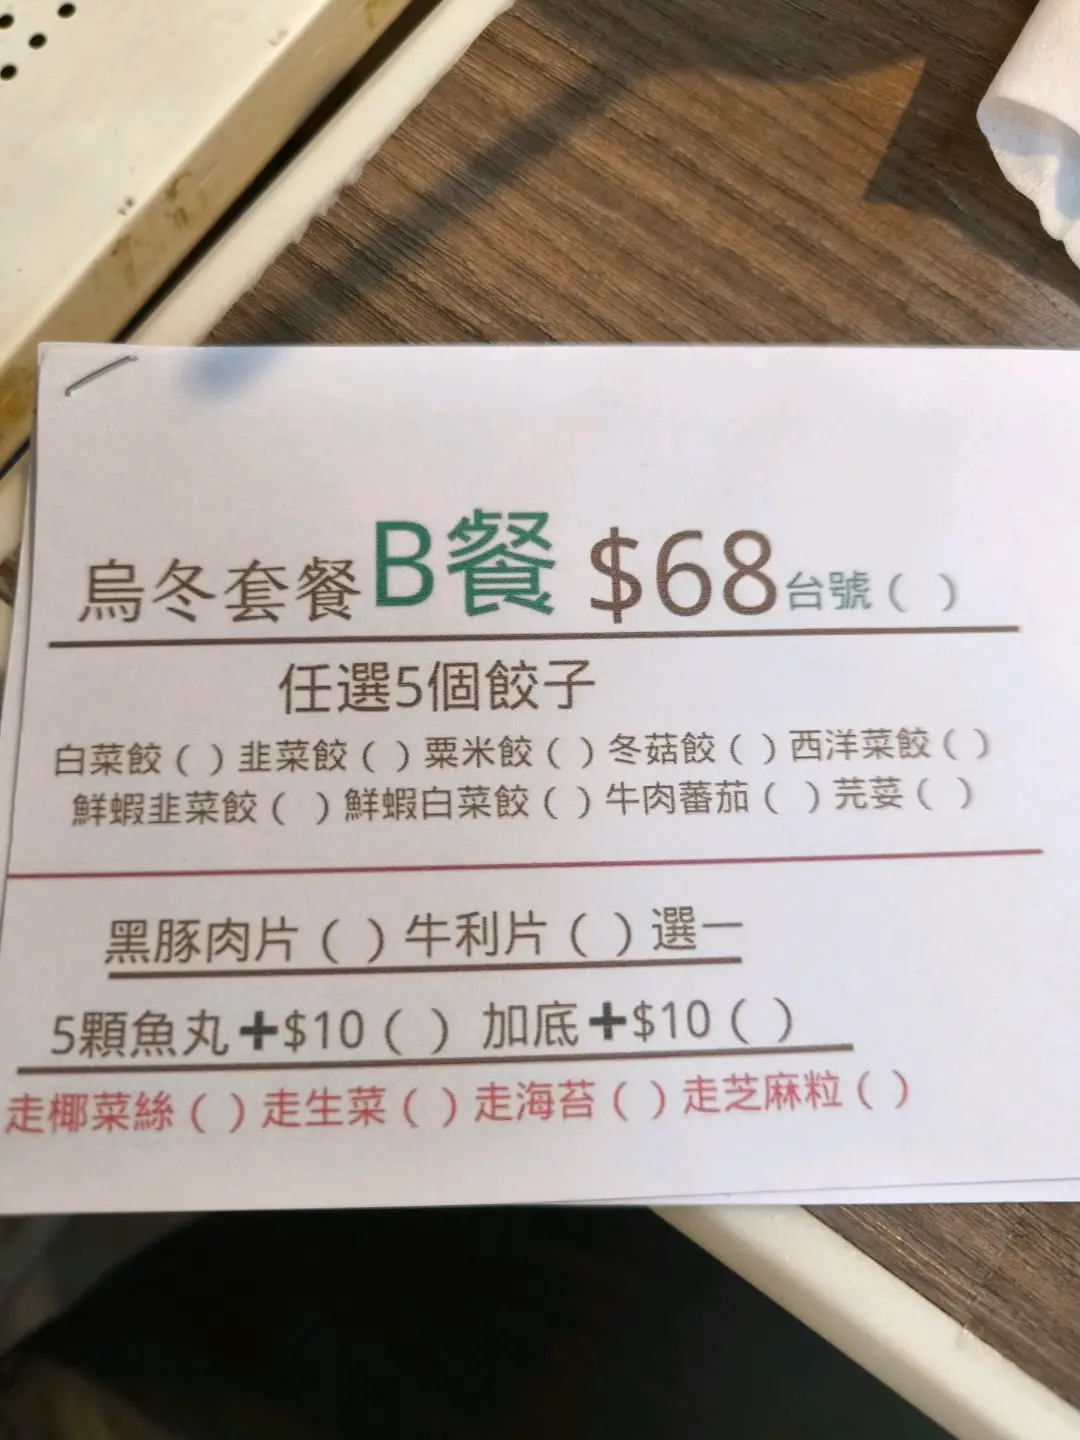 烏冬套餐B餐 $68台號（ ）
任選5個餃子
白菜餃（ ）韭菜餃（ ）粟米餃（ ）冬菇餃（ ）西洋菜餃（ ）
鮮蝦韭菜餃（ ）鮮蝦白菜餃（ ）牛肉蕃茄（ ）芫荽（ ）
黑豚肉片（ ）牛利片（ ）選一
5顆魚丸➕$10（ ） 加底➕$10（ ）
走椰菜絲（ ）走生菜（ ）走海苔（ ）走芝麻粒（ ）